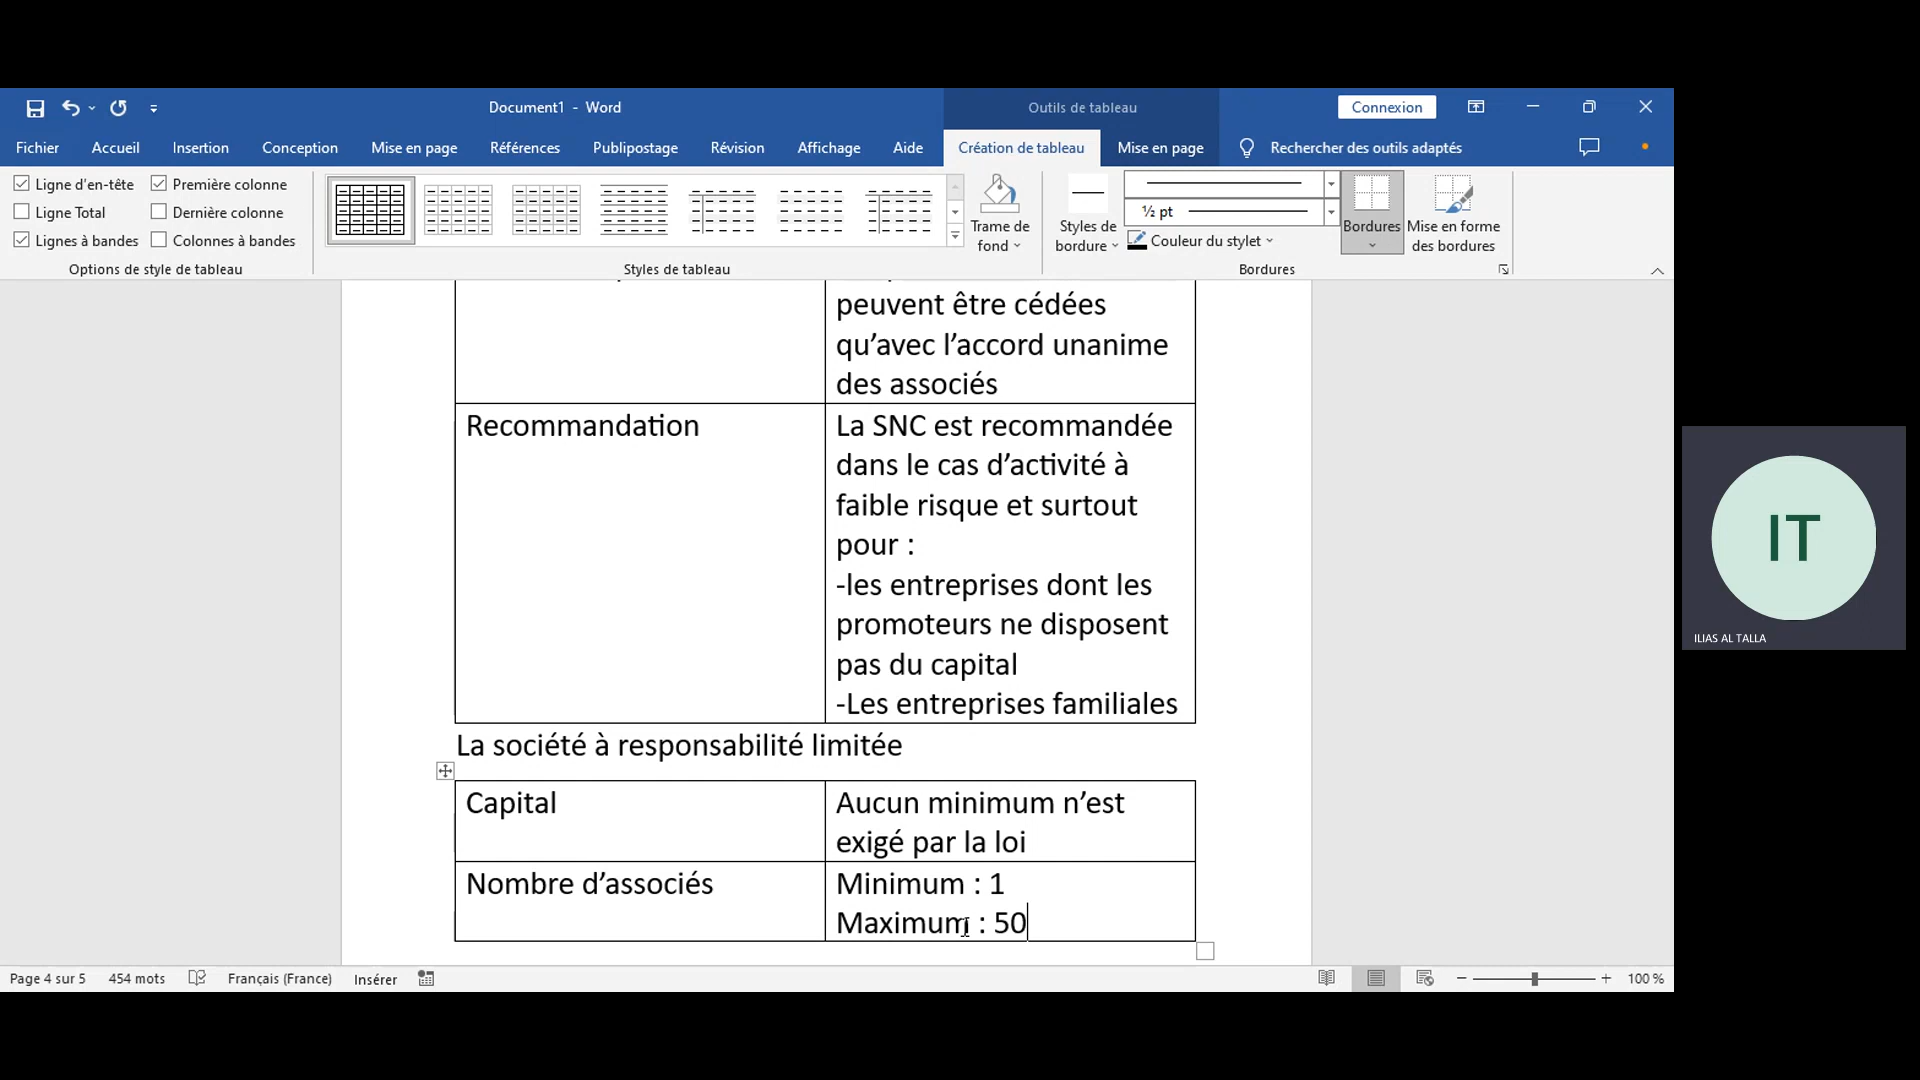 Document1 - Word
Outils de tableau
Connexion
Fichier
Accueil
Insertion
Conception
Mise en page
Références
Publipostage
Révision
Affichage
Aide
Création de tableau
Mise en page
Rechercher des outils adaptés
Ligne d'en-tête
Première colonne
Ligne Total
Dernière colonne
Lignes à bandes
Colonnes à bandes
Options de style de tableau
Styles de tableau
Trame de
fond
Styles de
bordure
½ pt
Couleur du stylet
Bordures
Mise en forme
des bordures
Bordures
peuvent être cédées
qu’avec l’accord unanime
des associés
Recommandation
La SNC est recommandée
dans le cas d’activité à
faible risque et surtout
pour :
-les entreprises dont les
promoteurs ne disposent
pas du capital
-Les entreprises familiales
La société à responsabilité limitée
Capital
Aucun minimum n’est
exigé par la loi
Nombre d’associés
Minimum : 1
Maximum : 50
IT
ILIAS AL TALLA
Page 4 sur 5
454 mots
Français (France)
Insérer
100 %